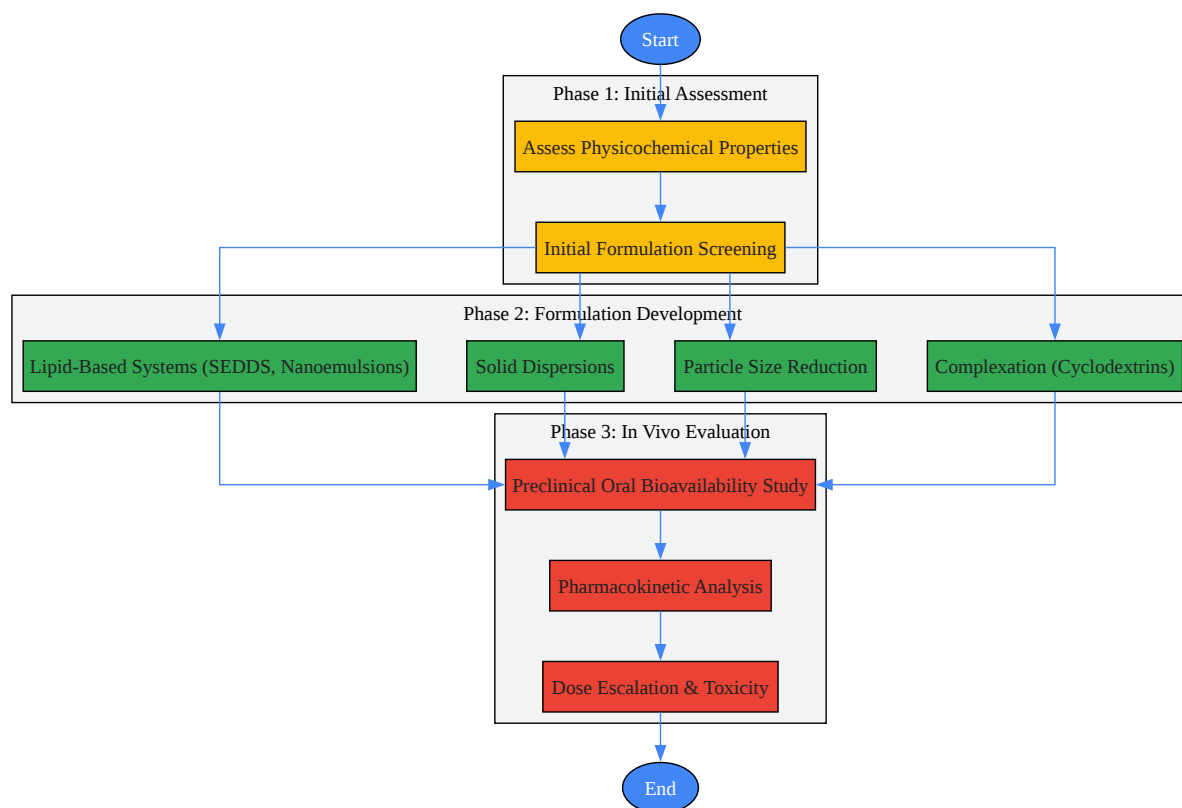 Start
Phase 1: Initial Assessment
Assess Physicochemical Properties
Initial Formulation Screening
Phase 2: Formulation Development
Lipid-Based Systems (SEDDS, Nanoemulsions)
Solid Dispersions
Particle Size Reduction
Complexation (Cyclodextrins)
Phase 3: In Vivo Evaluation
Preclinical Oral Bioavailability Study
Pharmacokinetic Analysis
Dose Escalation & Toxicity
End